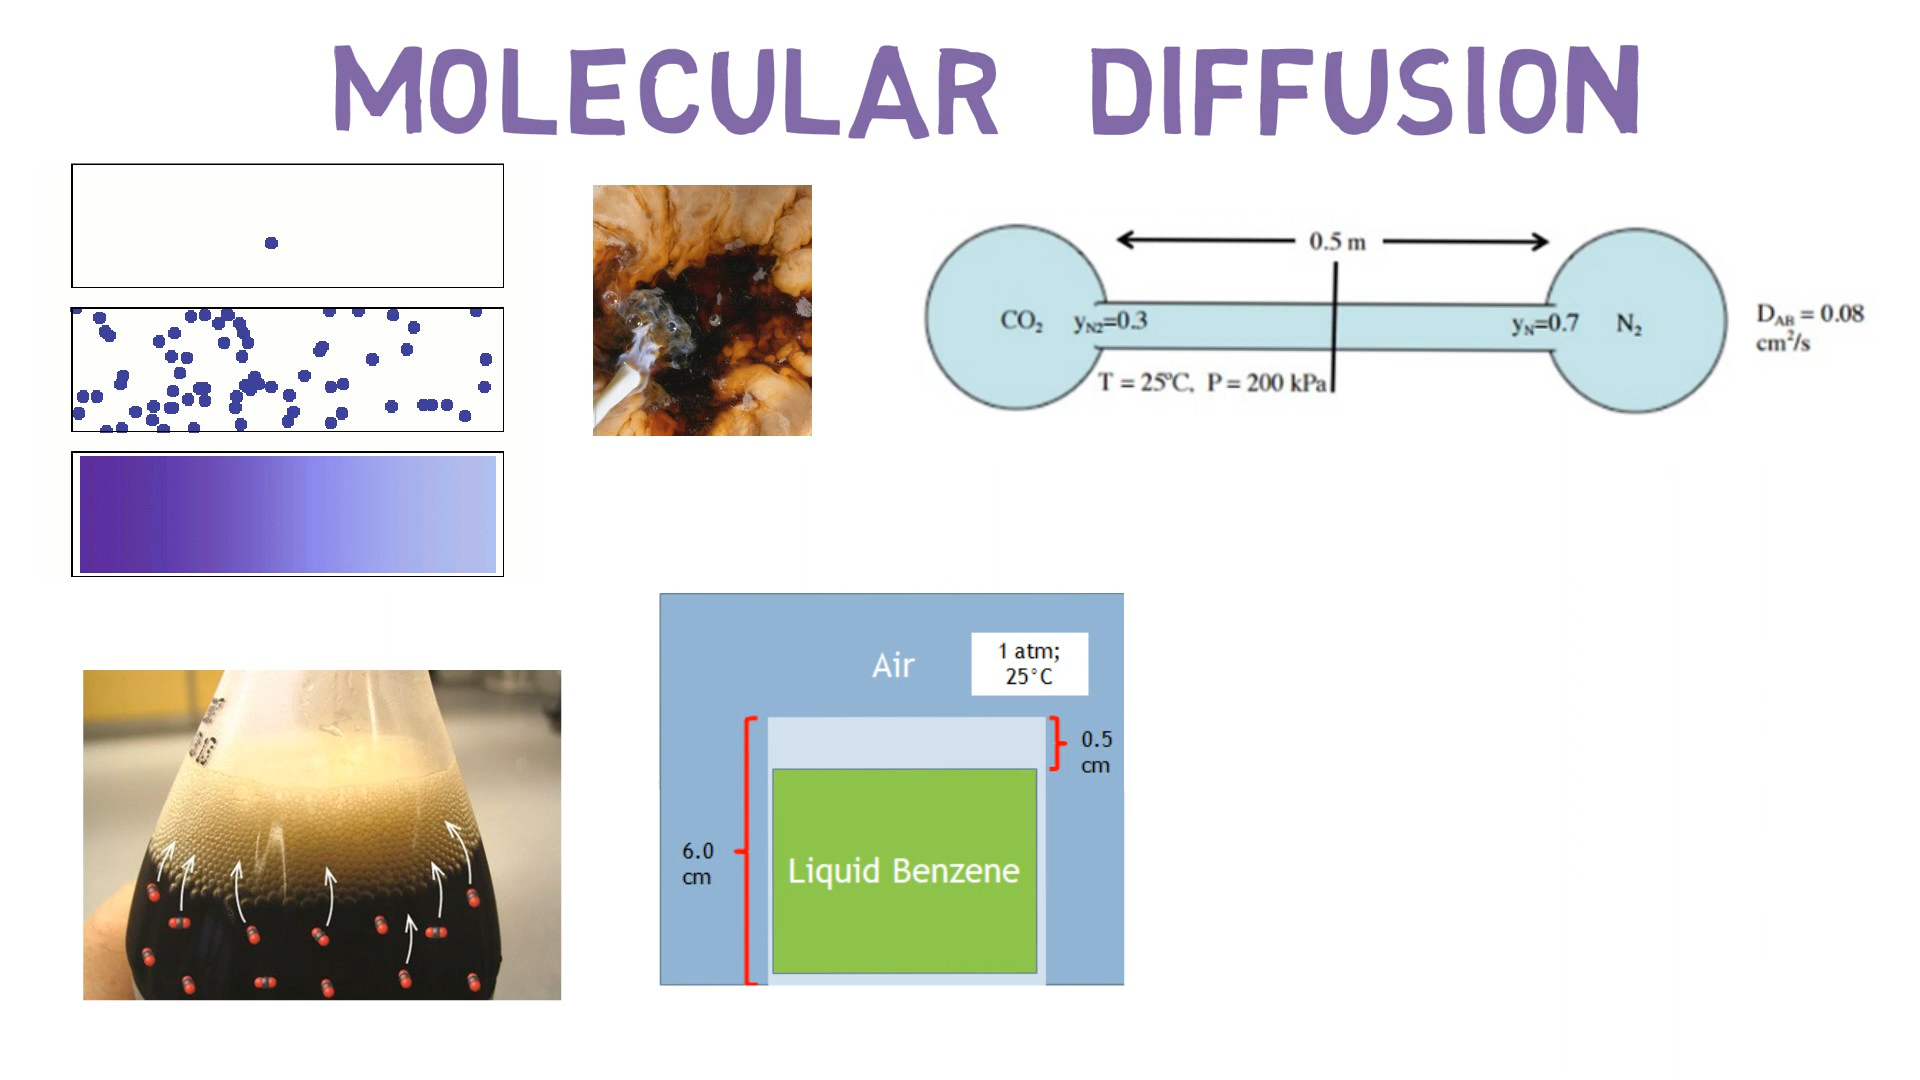 MOLECULAR DIFFUSION
0.5 m
CO₂
y_N2=0.3
y_N=0.7
N₂
D_AB = 0.08
cm²/s
T = 25°C, P = 200 kPa
Air
1 atm;
25°C
0.5
cm
6.0
cm
Liquid Benzene